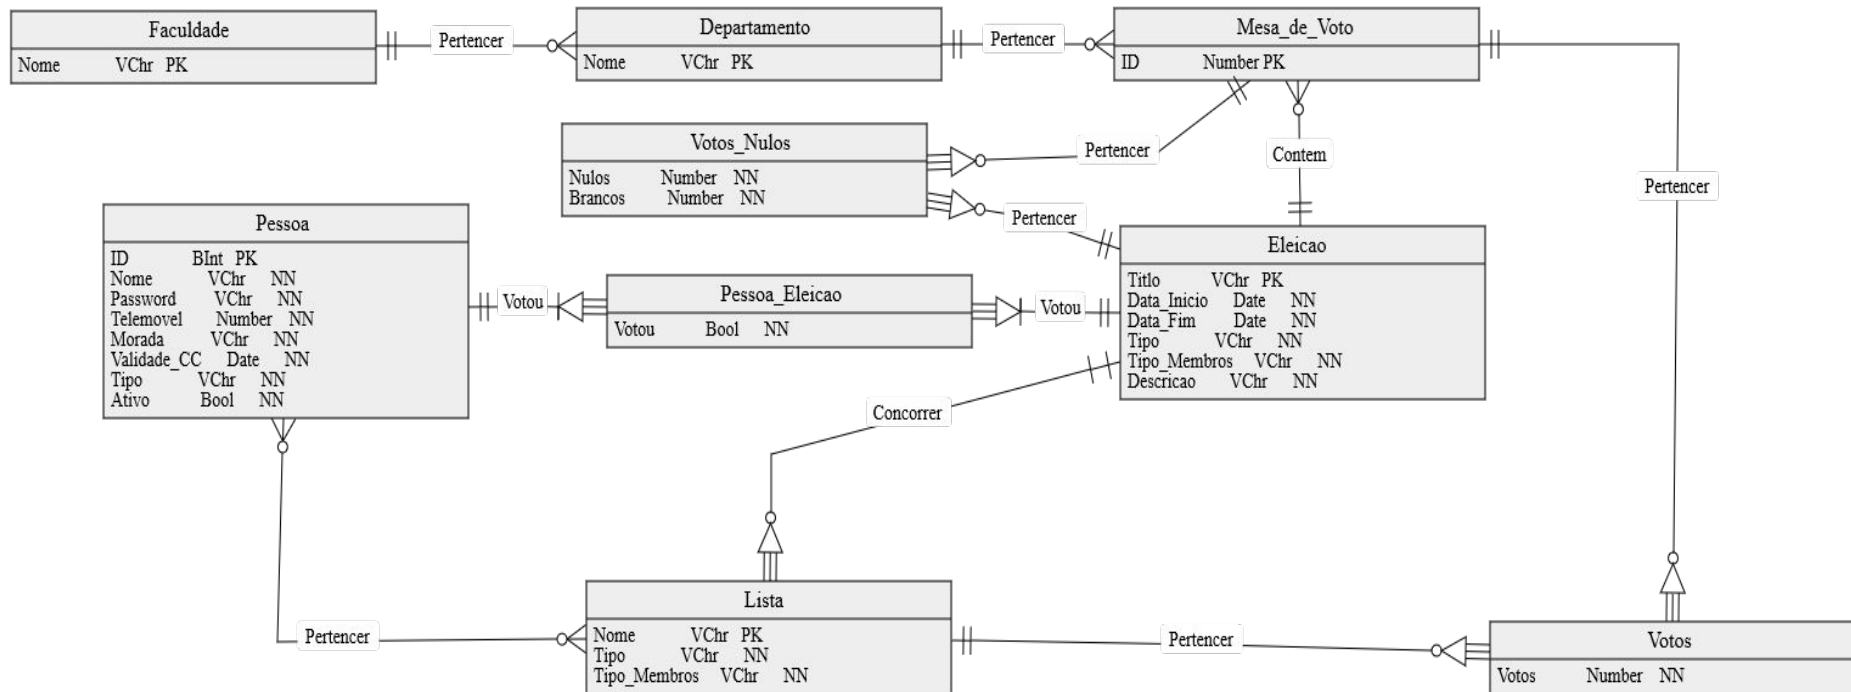 Faculdade
Nome VChr PK
Pertencer
Departamento
Nome VChr PK
Pertencer
Mesa_de_Voto
ID Number PK
Votos_Nulos
Nulos Number NN
Brancos Number NN
Pertencer
Contem
Pertencer
Pertencer
Pessoa
ID BInt PK
Nome VChr NN
Password VChr NN
Telemovel Number NN
Morada VChr NN
Validade_CC Date NN
Tipo VChr NN
Ativo Bool NN
Votou
Pessoa_Eleicao
Votou Bool NN
Votou
Eleicao
Titlo VChr PK
Data_Inicio Date NN
Data_Fim Date NN
Tipo VChr NN
Tipo_Membros VChr NN
Descricao VChr NN
Concorrer
Pertencer
Lista
Nome VChr PK
Tipo VChr NN
Tipo_Membros VChr NN
Pertencer
Votos
Votos Number NN